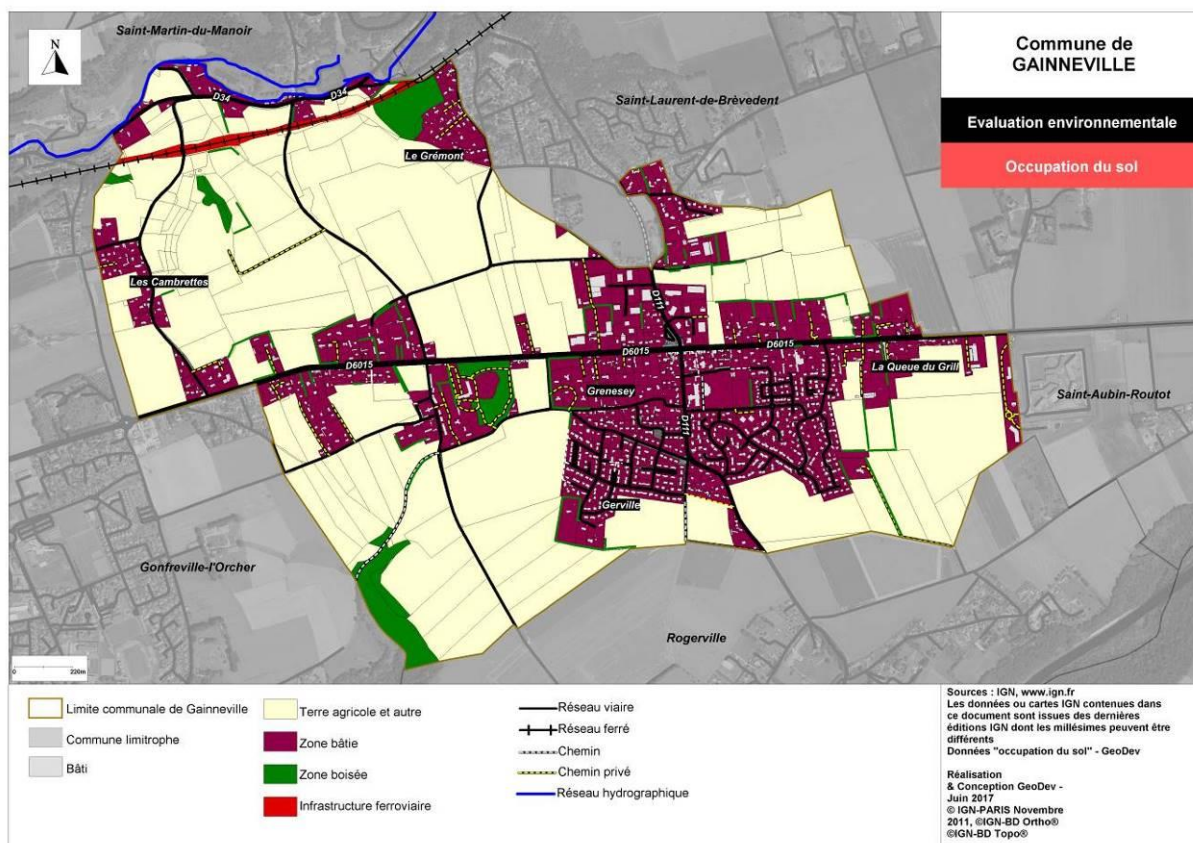 Saint-Martin-du-Manoir
N
D34
D34
Saint-Laurent-de-Brèvedent
Le Grémont
Les Cambrettes
D111
D6015
D6015
D6015
La Queue du Grill
Grenesey
Saint-Aubin-Routot
D111
Gerville
Gonfreville-l'Orcher
Rogerville
0 220m
Commune de
GAINNEVILLE
Evaluation environnementale
Occupation du sol
Limite communale de Gainneville
Commune limitrophe
Bâti
Terre agricole et autre
Zone bâtie
Zone boisée
Infrastructure ferroviaire
Réseau viaire
Réseau ferré
Chemin
Chemin privé
Réseau hydrographique
Sources : IGN, www.ign.fr
Les données ou cartes IGN contenues dans
ce document sont issues des dernières
éditions IGN dont les millésimes peuvent être
différents
Données "occupation du sol" - GeoDev
Réalisation
& Conception GeoDev -
Juin 2017
© IGN-PARIS Novembre
2011, ©IGN-BD Ortho®
©IGN-BD Topo®